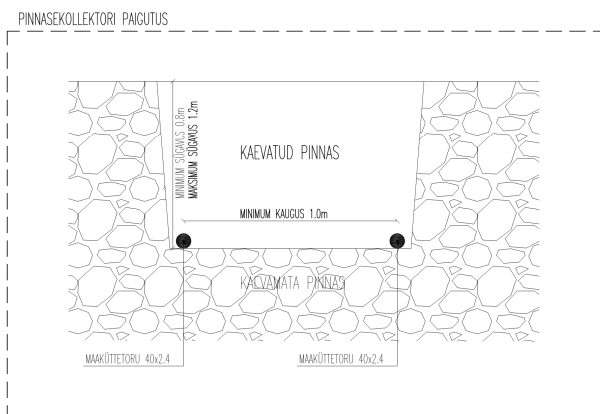 PINNASEKOLLEKTORI PAIGUTUS
MINIMUM SÜGAVUS 0.8m
MAKSIMUM SÜGAVUS 1.2m
KAEVATUD PINNAS
MINIMUM KAUGUS 1.0m
KAEVAMATA PINNAS
MAAKÜTTETORU 40x2.4
MAAKÜTTETORU 40x2.4